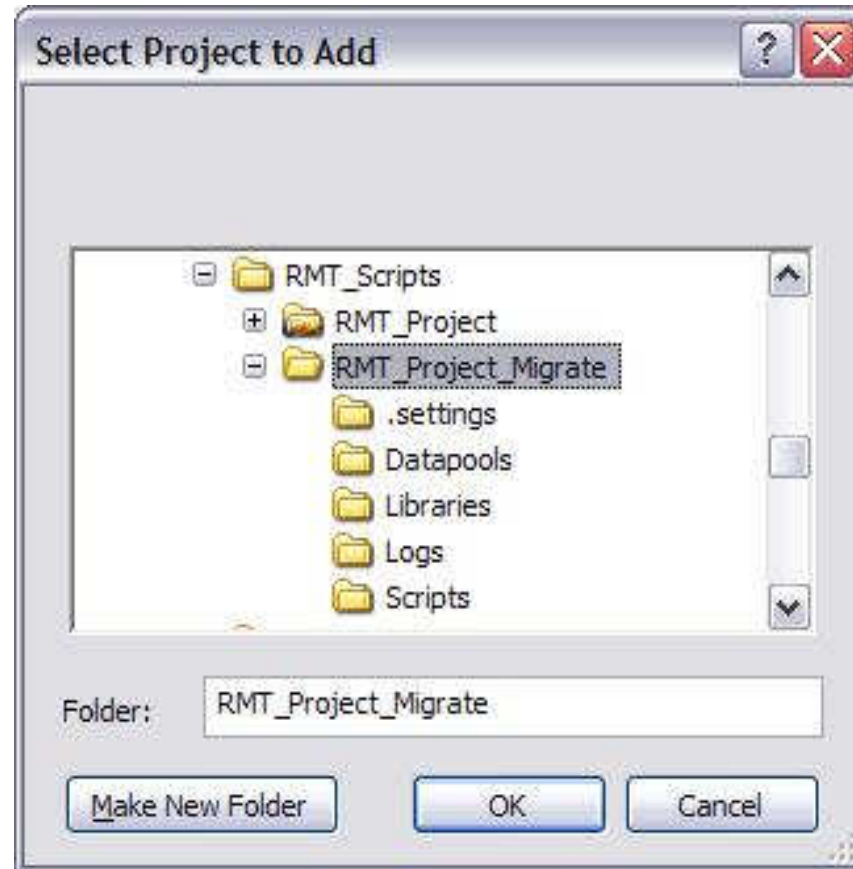 Select Project to Add
RMT_Scripts
RMT_Project
RMT_Project_Migrate
.settings
Datapools
Libraries
Logs
Scripts
Folder: RMT_Project_Migrate
Make New Folder OK Cancel